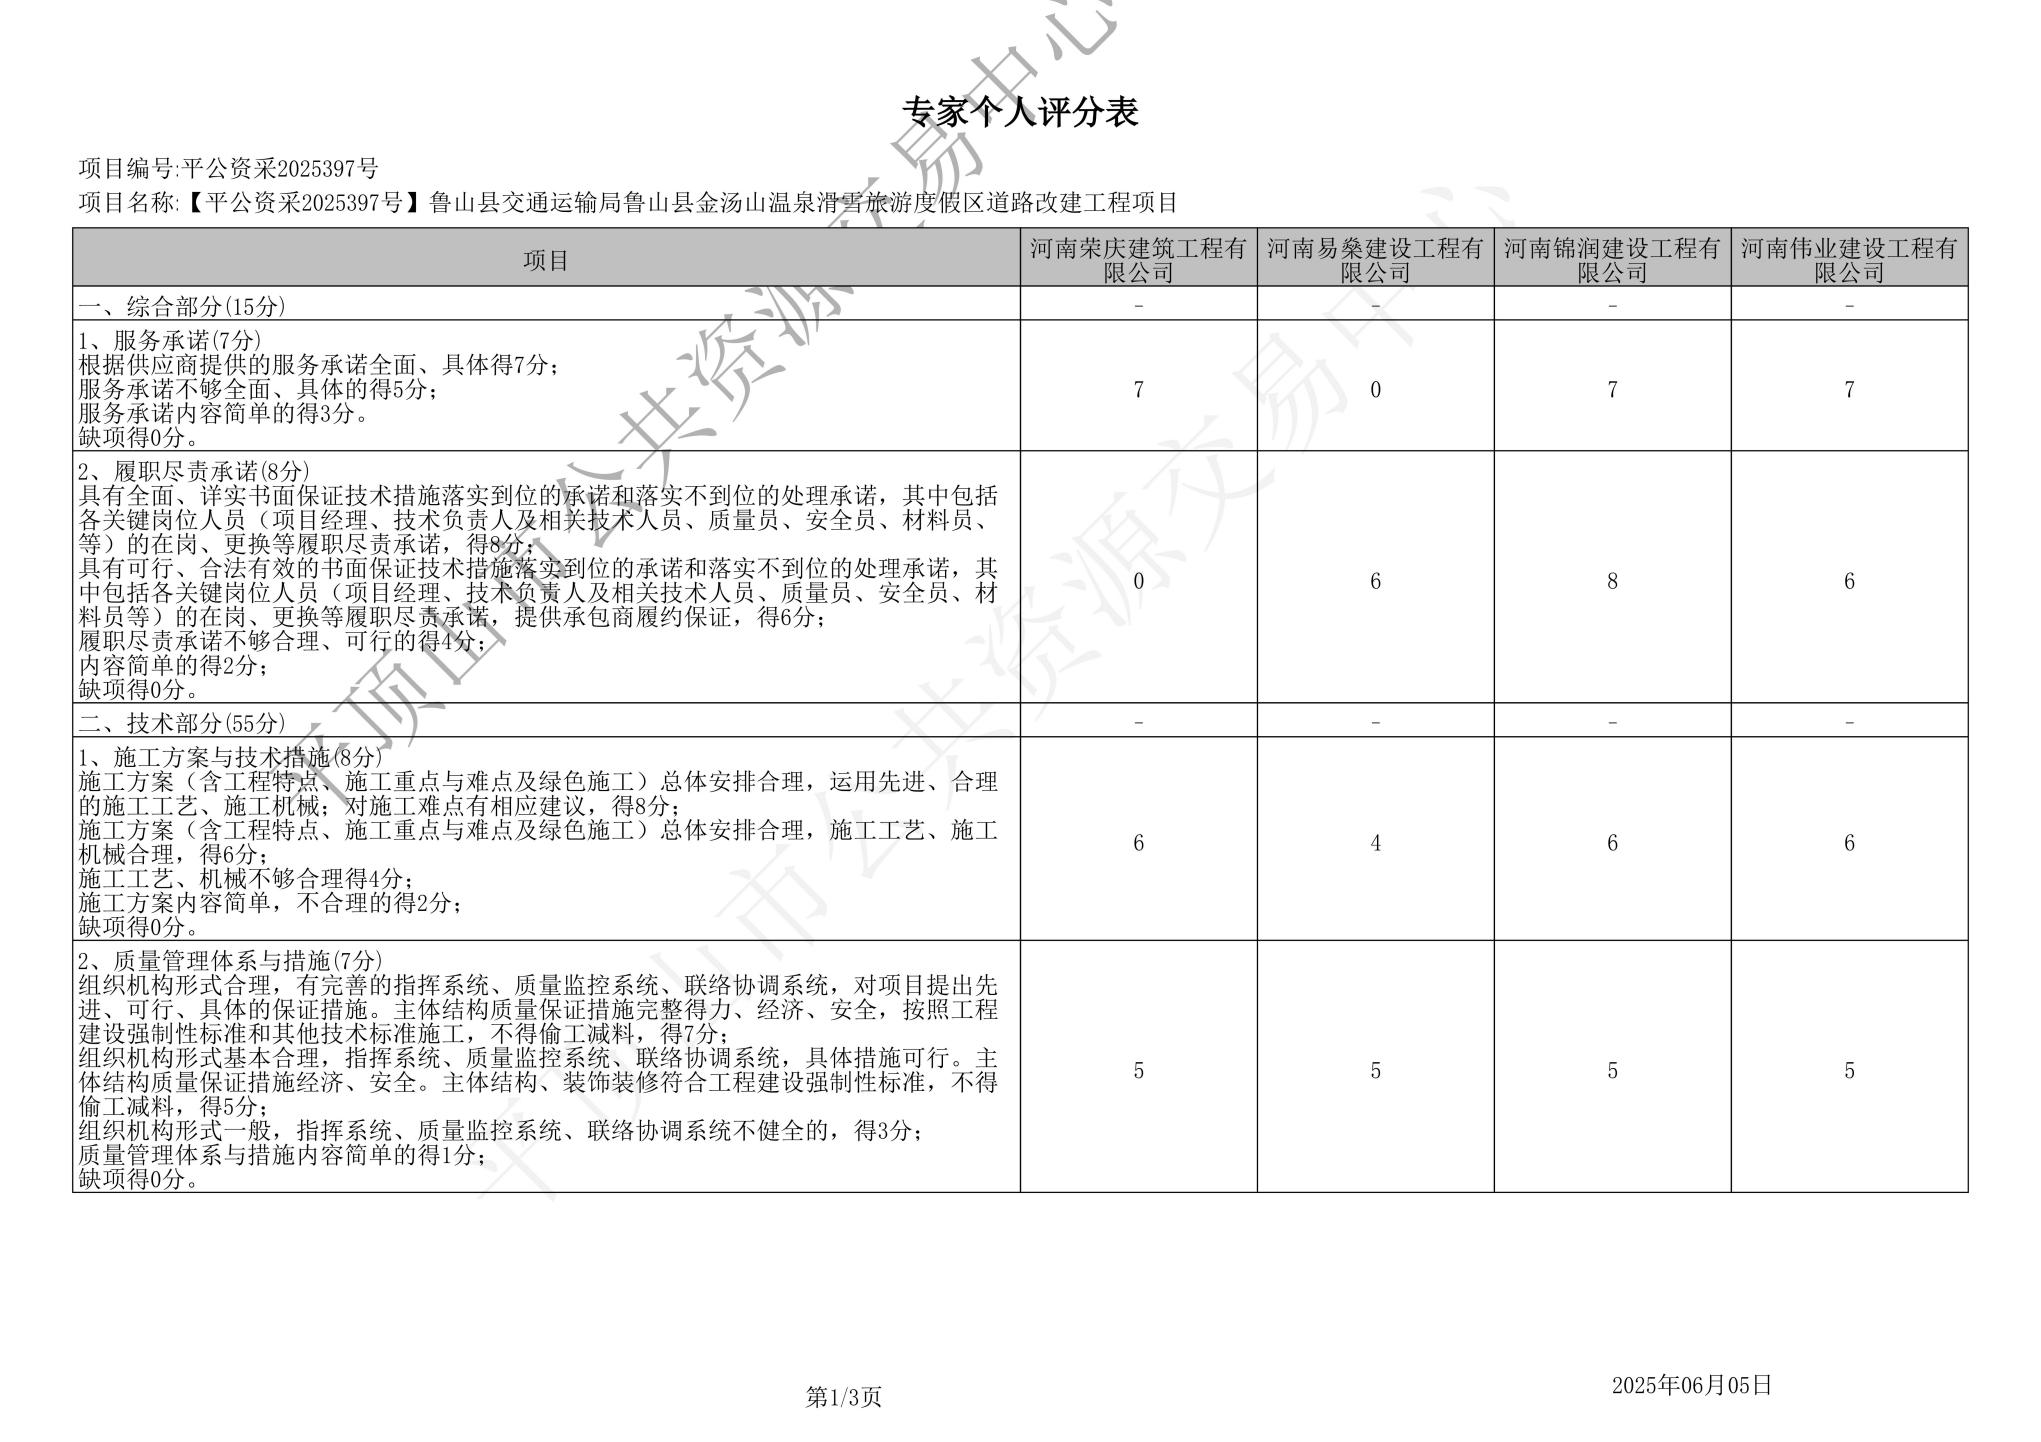 专家个人评分表
项目编号:平公资采2025397号
项目名称:【平公资采2025397号】鲁山县交通运输局鲁山县金汤山温泉滑雪旅游度假区道路改建工程项目
项目
河南荣庆建筑工程有
限公司
河南易燊建设工程有
限公司
河南锦润建设工程有
限公司
河南伟业建设工程有
限公司
一、综合部分(15分)
-
-
-
-
1、服务承诺(7分)
根据供应商提供的服务承诺全面、具体得7分；
服务承诺不够全面、具体的得5分；
服务承诺内容简单的得3分。
缺项得0分。
7
0
7
7
2、履职尽责承诺(8分)
具有全面、详实书面保证技术措施落实到位的承诺和落实不到位的处理承诺，其中包括
各关键岗位人员（项目经理、技术负责人及相关技术人员、质量员、安全员、材料员、
等）的在岗、更换等履职尽责承诺，得8分；
具有可行、合法有效的书面保证技术措施落实到位的承诺和落实不到位的处理承诺，其
中包括各关键岗位人员（项目经理、技术负责人及相关技术人员、质量员、安全员、材
料员等）的在岗、更换等履职尽责承诺，提供承包商履约保证，得6分；
履职尽责承诺不够合理、可行的得4分；
内容简单的得2分；
缺项得0分。
0
6
8
6
二、技术部分(55分)
-
-
-
-
1、施工方案与技术措施(8分)
施工方案（含工程特点、施工重点与难点及绿色施工）总体安排合理，运用先进、合理
的施工工艺、施工机械；对施工难点有相应建议，得8分；
施工方案（含工程特点、施工重点与难点及绿色施工）总体安排合理，施工工艺、施工
机械合理，得6分；
施工工艺、机械不够合理得4分；
施工方案内容简单，不合理的得2分；
缺项得0分。
6
4
6
6
2、质量管理体系与措施(7分)
组织机构形式合理，有完善的指挥系统、质量监控系统、联络协调系统，对项目提出先
进、可行、具体的保证措施。主体结构质量保证措施完整得力、经济、安全，按照工程
建设强制性标准和其他技术标准施工，不得偷工减料，得7分；
组织机构形式基本合理，指挥系统、质量监控系统、联络协调系统，具体措施可行。主
体结构质量保证措施经济、安全。主体结构、装饰装修符合工程建设强制性标准，不得
偷工减料，得5分；
组织机构形式一般，指挥系统、质量监控系统、联络协调系统不健全的，得3分；
质量管理体系与措施内容简单的得1分；
缺项得0分。
5
5
5
5
平顶山市公共资源交易中心
平顶山市公共资源交易中心
第1/3页
2025年06月05日